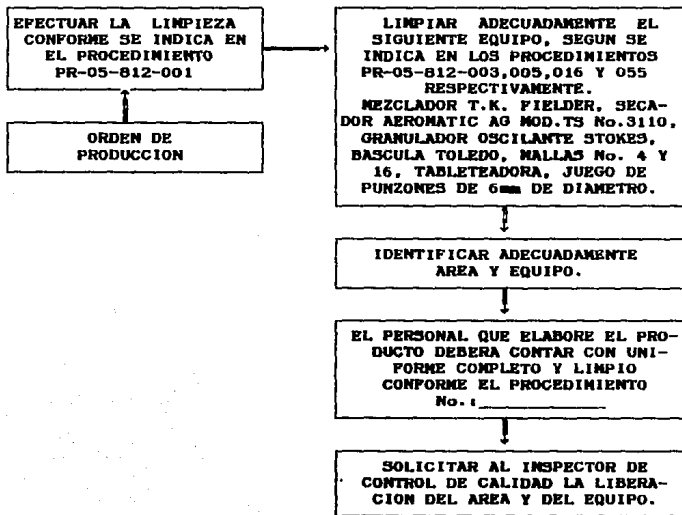 EFECTUAR LA LIMPIEZA
CONFORME SE INDICA EN
EL PROCEDIMIENTO
PR-05-812-001
ORDEN DE
PRODUCCION
LIMPIAR ADECUADAMENTE EL
SIGUIENTE EQUIPO, SEGUN SE
INDICA EN LOS PROCEDIMIENTOS
PR-05-812-003,005,016 Y 055
RESPECTIVAMENTE.
MEZCLADOR T.K. FIELDER, SECA-
DOR AEROMATIC AG MOD.TS No.3110,
GRANULADOR OSCILANTE STOKES,
BASCULA TOLEDO, MALLAS No. 4 Y
16, TABLETEADORA, JUEGO DE
PUNZONES DE 6mm DE DIAMETRO.
IDENTIFICAR ADECUADAMENTE
AREA Y EQUIPO.
EL PERSONAL QUE ELABORE EL PRO-
DUCTO DEBERA CONTAR CON UNI-
FORME COMPLETO Y LIMPIO
CONFORME EL PROCEDIMIENTO
No.:____________
SOLICITAR AL INSPECTOR DE
CONTROL DE CALIDAD LA LIBERA-
CION DEL AREA Y DEL EQUIPO.